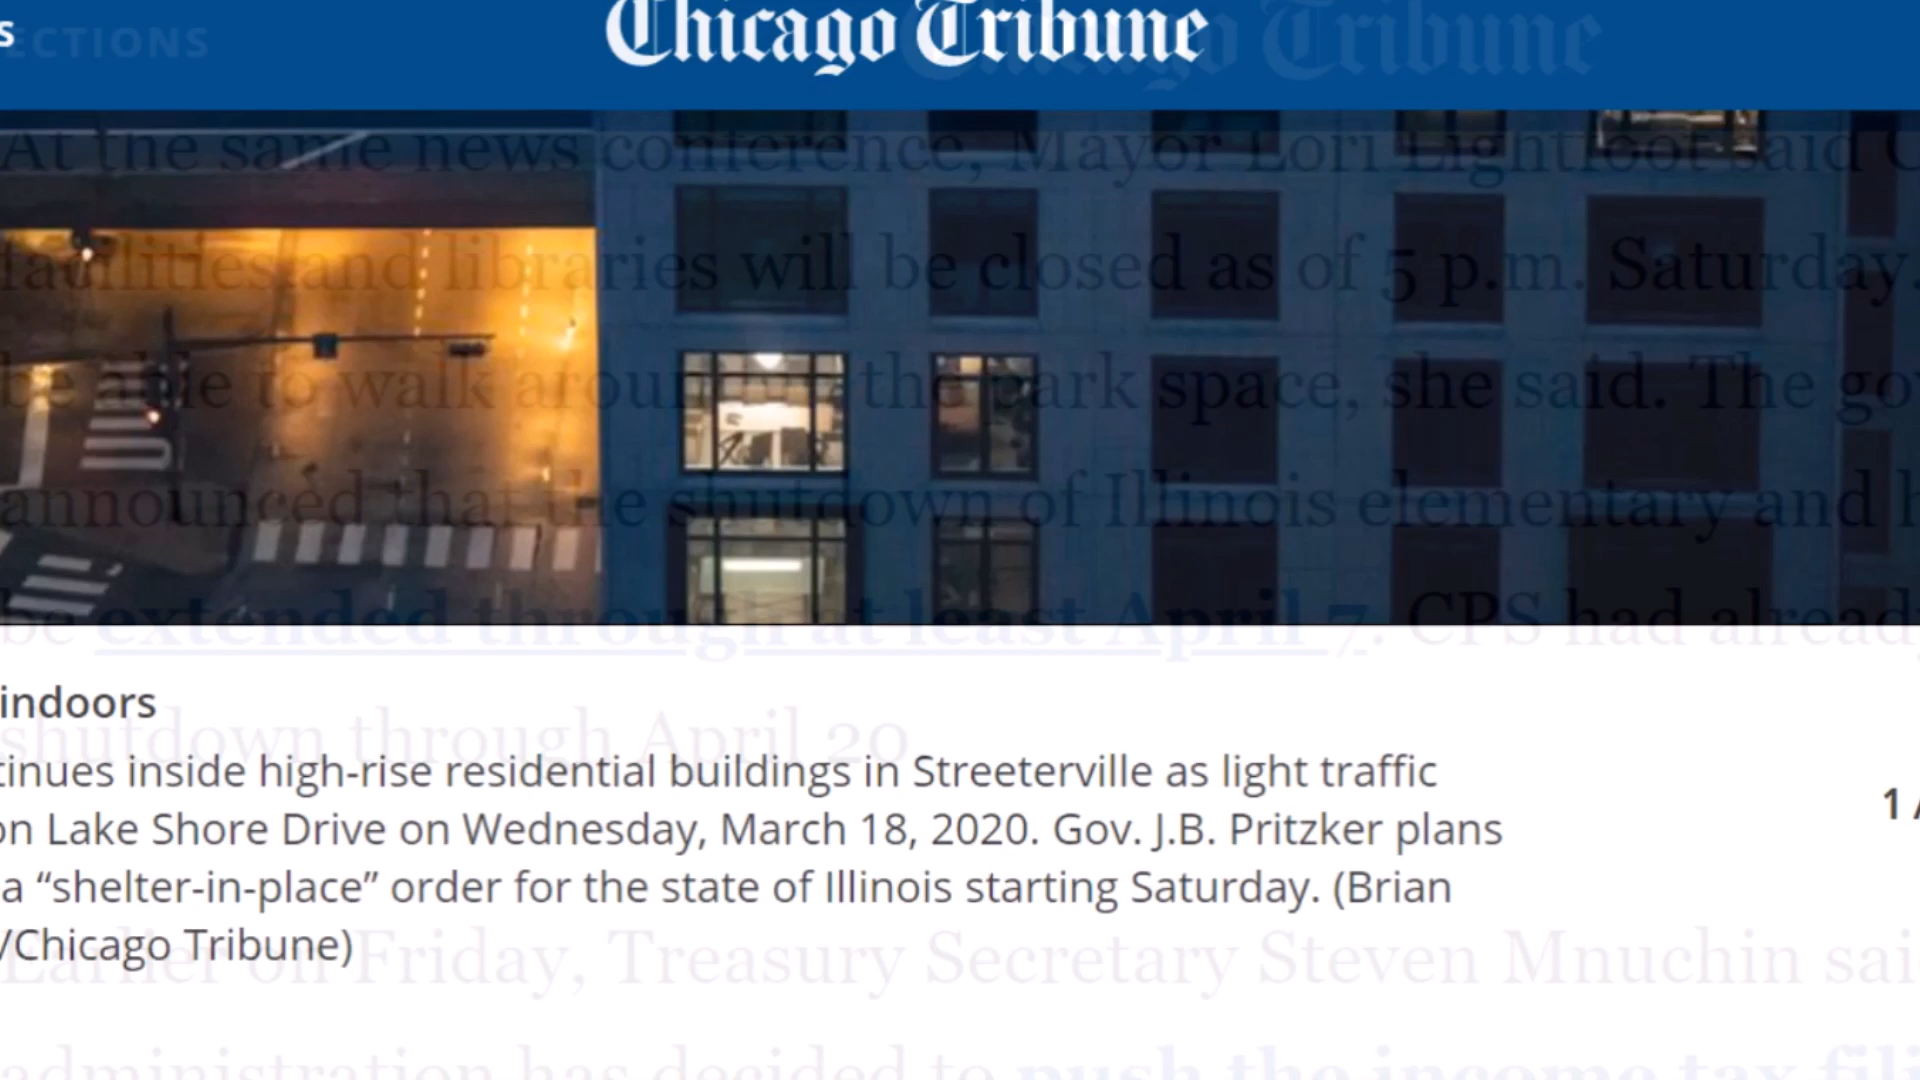 s
ECTIONS
Chicago Tribune
Chicago Tribune
At the same news conference, Mayor Lori Lightfoot said C
facilities and libraries will be closed as of 5 p.m. Saturday.
be able to walk around the park space, she said. The gov
announced that the shutdown of Illinois elementary and h
be extended through at least April 7. CPS had already
shutdown through April 20
indoors
tinues inside high-rise residential buildings in Streeterville as light traffic
on Lake Shore Drive on Wednesday, March 18, 2020. Gov. J.B. Pritzker plans
a “shelter-in-place” order for the state of Illinois starting Saturday. (Brian
/Chicago Tribune)
1 /
Earlier on Friday, Treasury Secretary Steven Mnuchin sai
administration has decided to push the income tax fili